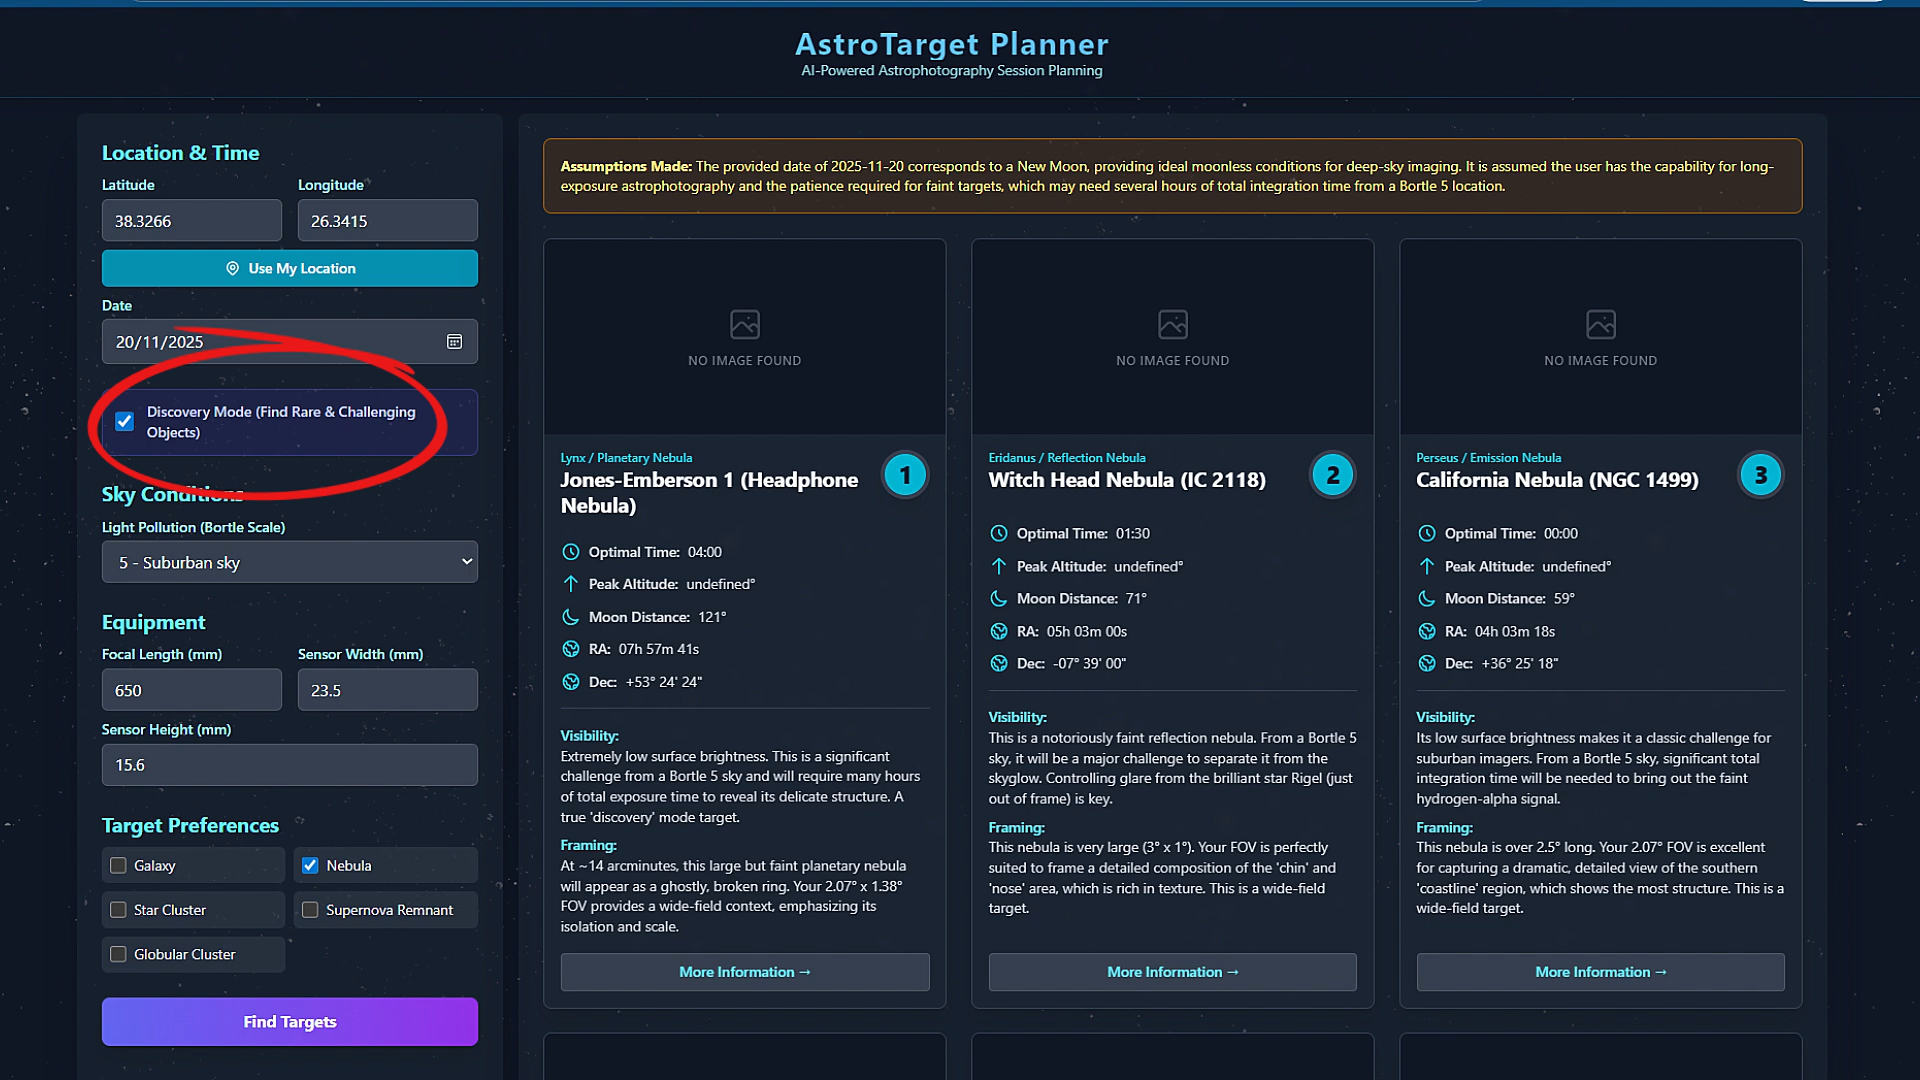 AstroTarget Planner
AI-Powered Astrophotography Session Planning
Location & Time
Latitude
Longitude
38.3266
26.3415
Use My Location
Date
20/11/2025
Discovery Mode (Find Rare & Challenging
Objects)
Sky Conditions
Light Pollution (Bortle Scale)
5 - Suburban sky
Equipment
Focal Length (mm)
Sensor Width (mm)
650
23.5
Sensor Height (mm)
15.6
Target Preferences
Galaxy
Nebula
Star Cluster
Supernova Remnant
Globular Cluster
Find Targets
Assumptions Made: The provided date of 2025-11-20 corresponds to a New Moon, providing ideal moonless conditions for deep-sky imaging. It is assumed the user has the capability for long-
exposure astrophotography and the patience required for faint targets, which may need several hours of total integration time from a Bortle 5 location.
NO IMAGE FOUND
Lynx / Planetary Nebula
Jones-Emberson 1 (Headphone
Nebula)
1
Optimal Time: 04:00
Peak Altitude: undefined°
Moon Distance: 121°
RA: 07h 57m 41s
Dec: +53° 24' 24"
Visibility:
Extremely low surface brightness. This is a significant
challenge from a Bortle 5 sky and will require many hours
of total exposure time to reveal its delicate structure. A
true 'discovery' mode target.
Framing:
At ~14 arcminutes, this large but faint planetary nebula
will appear as a ghostly, broken ring. Your 2.07° x 1.38°
FOV provides a wide-field context, emphasizing its
isolation and scale.
More Information →
NO IMAGE FOUND
Eridanus / Reflection Nebula
Witch Head Nebula (IC 2118)
2
Optimal Time: 01:30
Peak Altitude: undefined°
Moon Distance: 71°
RA: 05h 03m 00s
Dec: -07° 39' 00"
Visibility:
This is a notoriously faint reflection nebula. From a Bortle 5
sky, it will be a major challenge to separate it from the
skyglow. Controlling glare from the brilliant star Rigel (just
out of frame) is key.
Framing:
This nebula is very large (3° x 1°). Your FOV is perfectly
suited to frame a detailed composition of the 'chin' and
'nose' area, which is rich in texture. This is a wide-field
target.
More Information →
NO IMAGE FOUND
Perseus / Emission Nebula
California Nebula (NGC 1499)
3
Optimal Time: 00:00
Peak Altitude: undefined°
Moon Distance: 59°
RA: 04h 03m 18s
Dec: +36° 25' 18"
Visibility:
Its low surface brightness makes it a classic challenge for
suburban imagers. From a Bortle 5 sky, significant total
integration time will be needed to bring out the faint
hydrogen-alpha signal.
Framing:
This nebula is over 2.5° long. Your 2.07° FOV is excellent
for capturing a dramatic, detailed view of the southern
'coastline' region, which shows the most structure. This is a
wide-field target.
More Information →